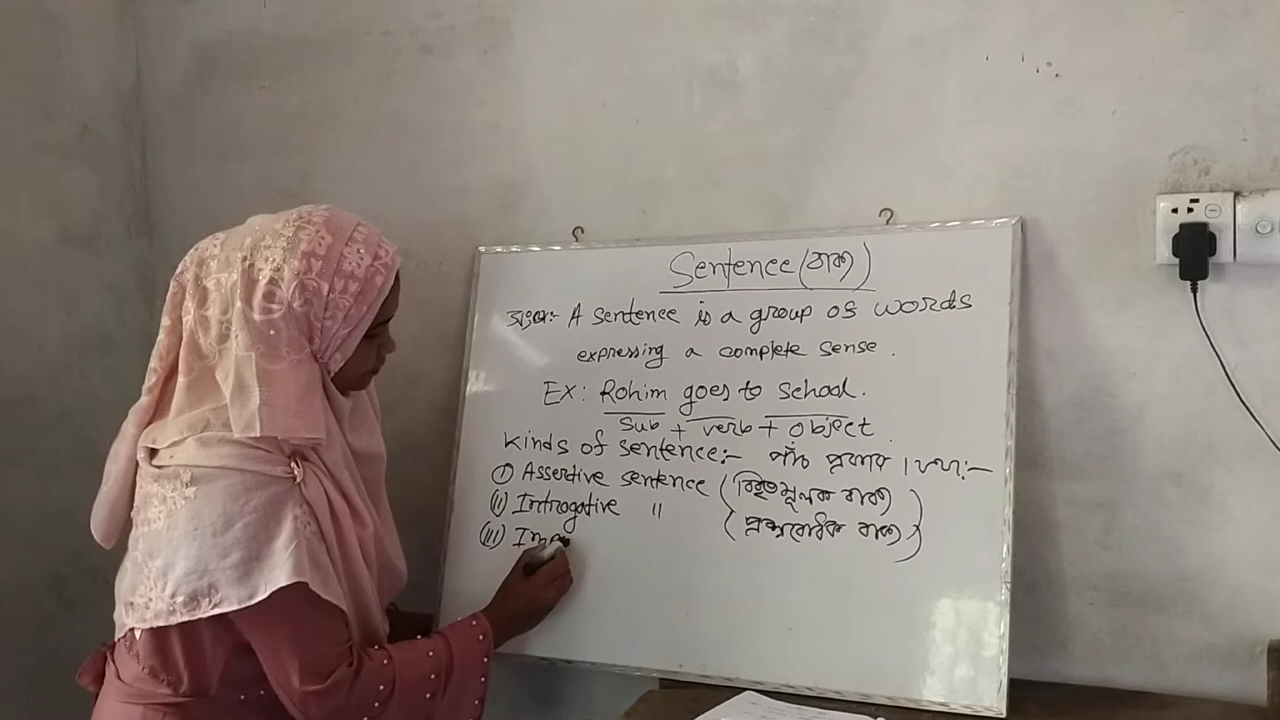 Sentence (বাক্য)
সংজ্ঞা:- A sentence is a group of words
expressing a complete sense.
Ex: Rohim goes to school.
Sub + verb + object.
Kinds of sentence:- পাঁচ প্রকার । যথা:-
(i) Assertive sentence (বিবৃতিমূলক বাক্য)
(ii) Introgative " (প্রশ্নবোধক বাক্য)
(iii) Imp